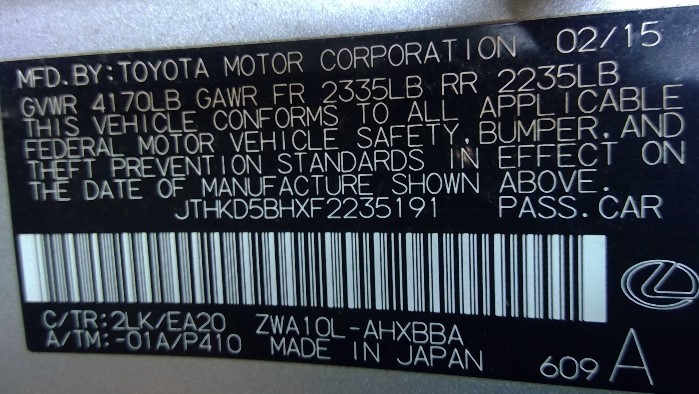 MFD.BY:TOYOTA MOTOR CORPORATION 02/15
GVWR 4170LB GAWR FR 2335LB RR 2235LB
THIS VEHICLE CONFORMS TO ALL APPLICABLE
FEDERAL MOTOR VEHICLE SAFETY,BUMPER,AND
THEFT PREVENTION STANDARDS IN EFFECT ON
THE DATE OF MANUFACTURE SHOWN ABOVE.
JTHKD5BHXF2235191 PASS.CAR
C/TR:2LK/EA20 ZWA10L-AHXBBA
A/TM:-01A/P410 MADE IN JAPAN 609 A